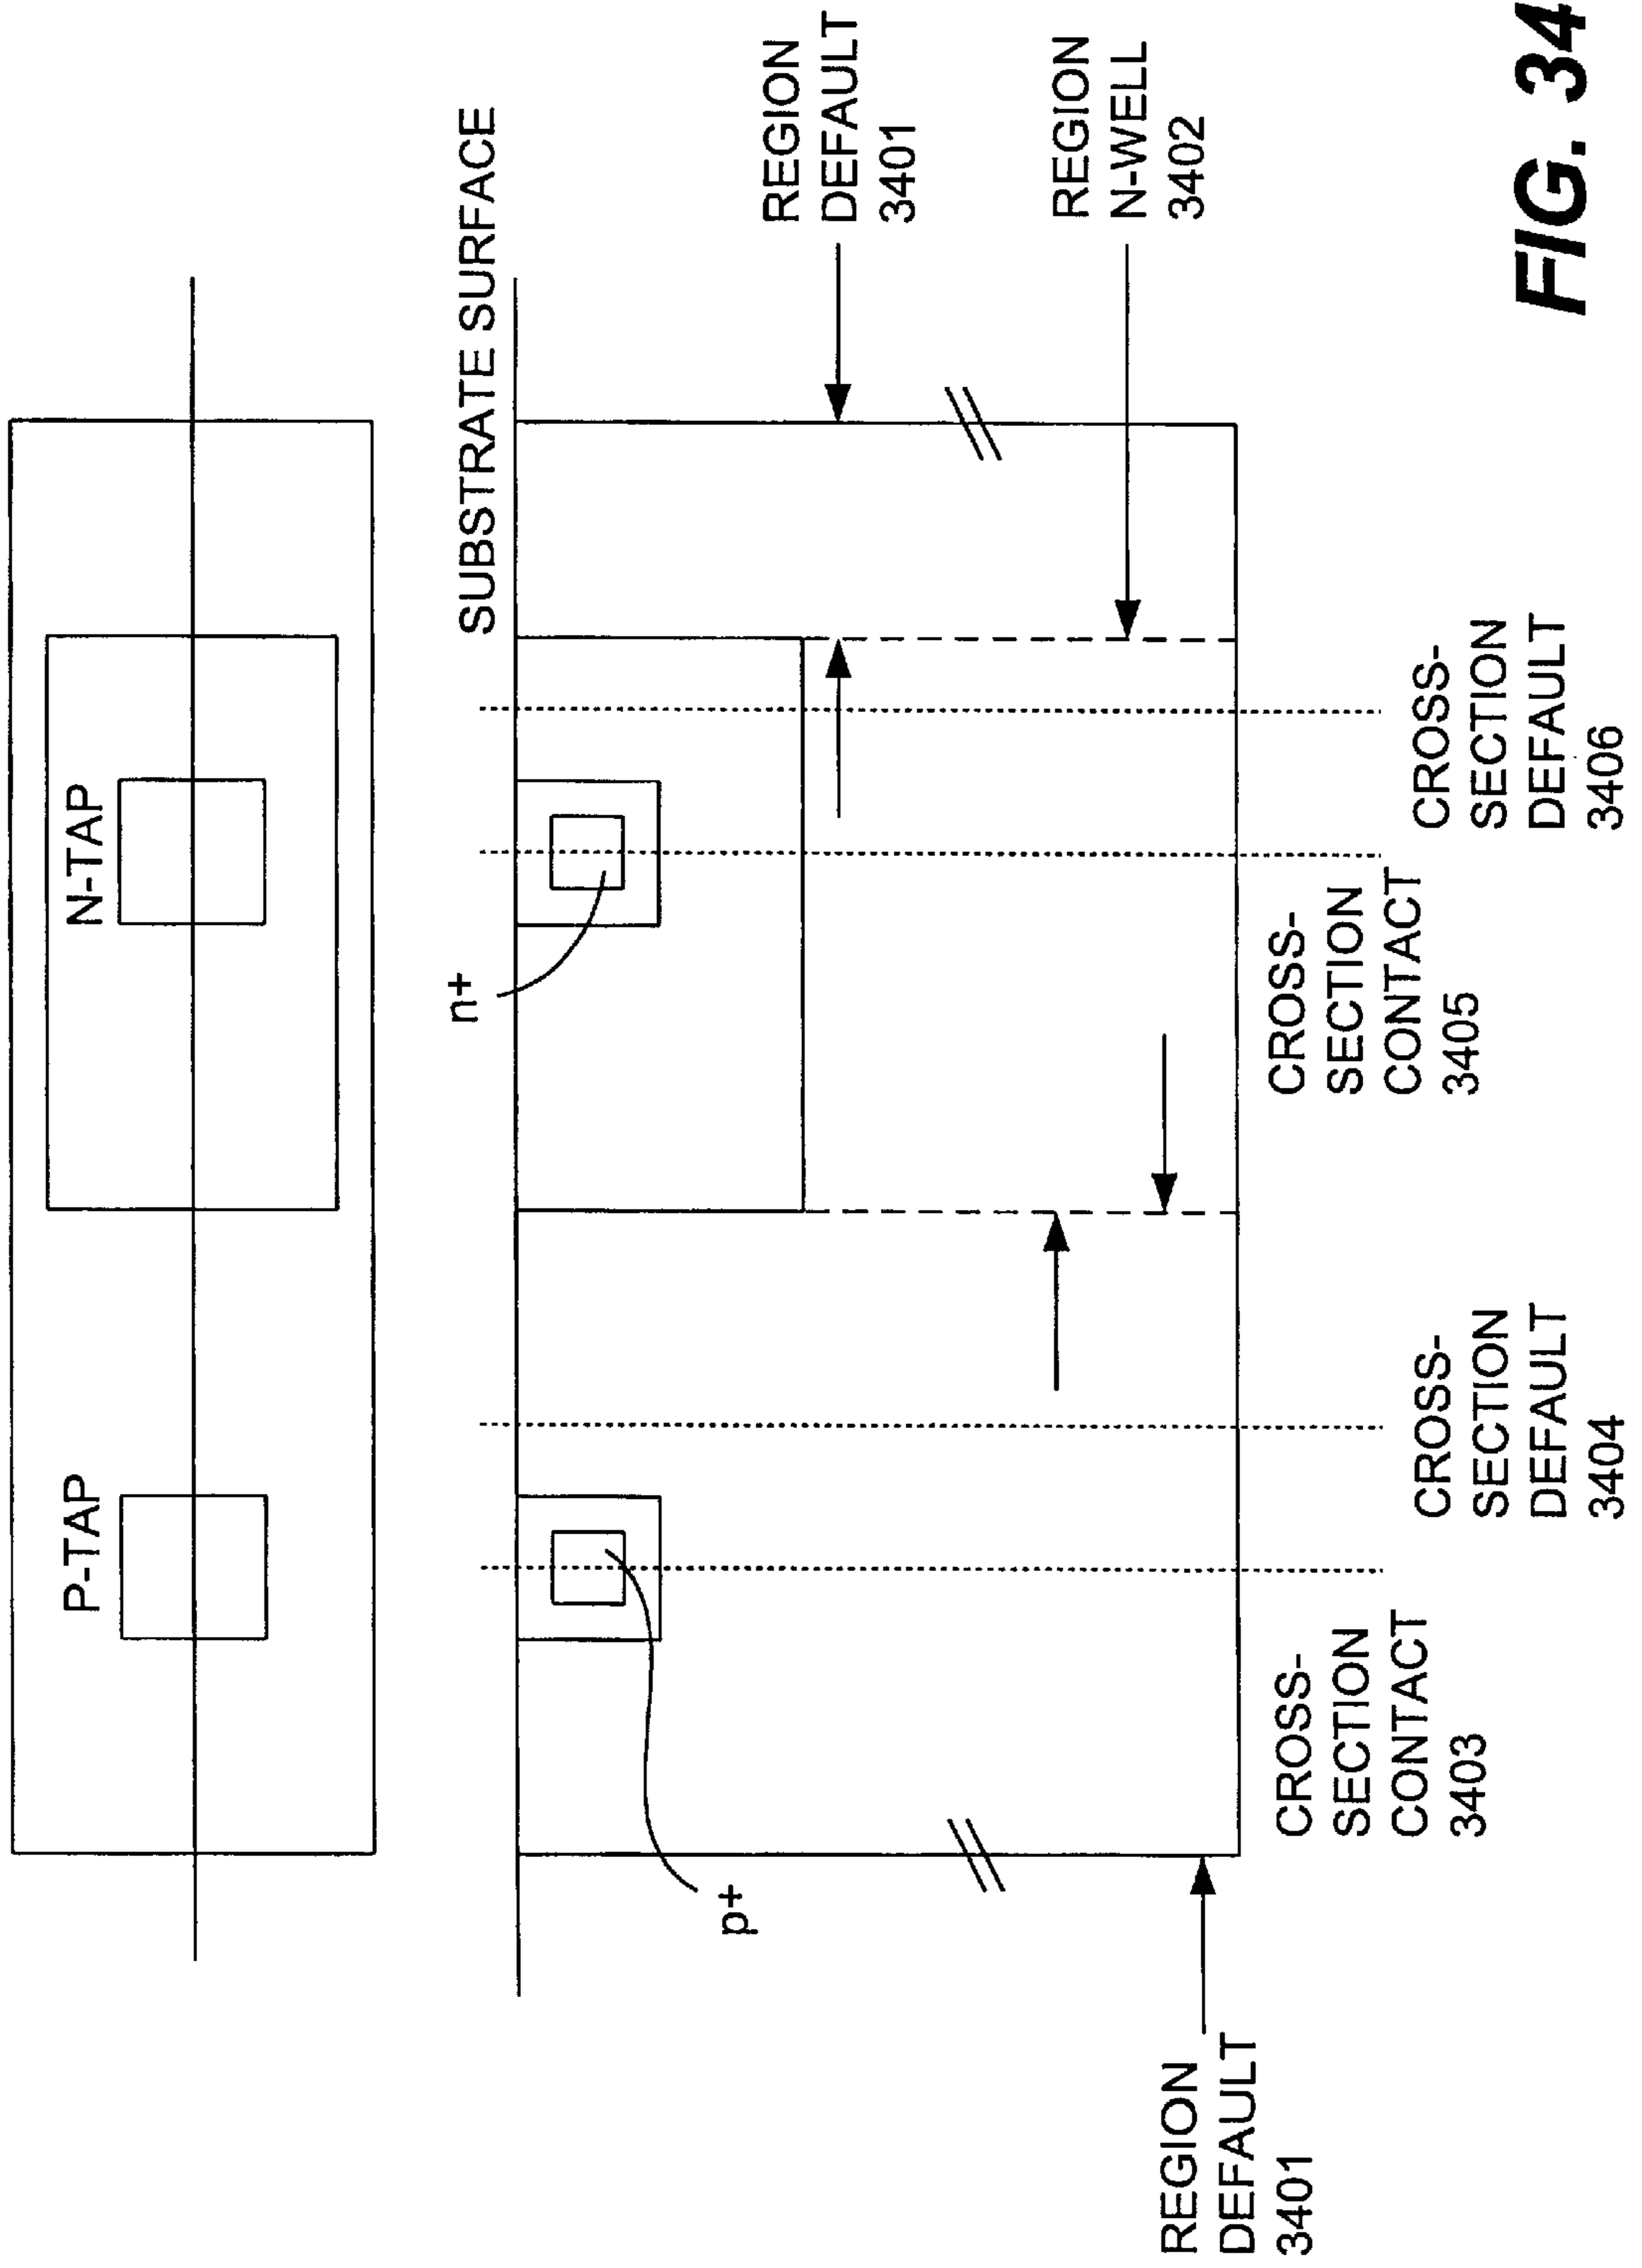 P-TAP
N-TAP
SUBSTRATE SURFACE
n+
p+
REGION
DEFAULT
3401
REGION
N-WELL
3402
REGION
DEFAULT
3401
CROSS-
SECTION
CONTACT
3403
CROSS-
SECTION
DEFAULT
3404
CROSS-
SECTION
CONTACT
3405
CROSS-
SECTION
DEFAULT
3406
FIG. 34